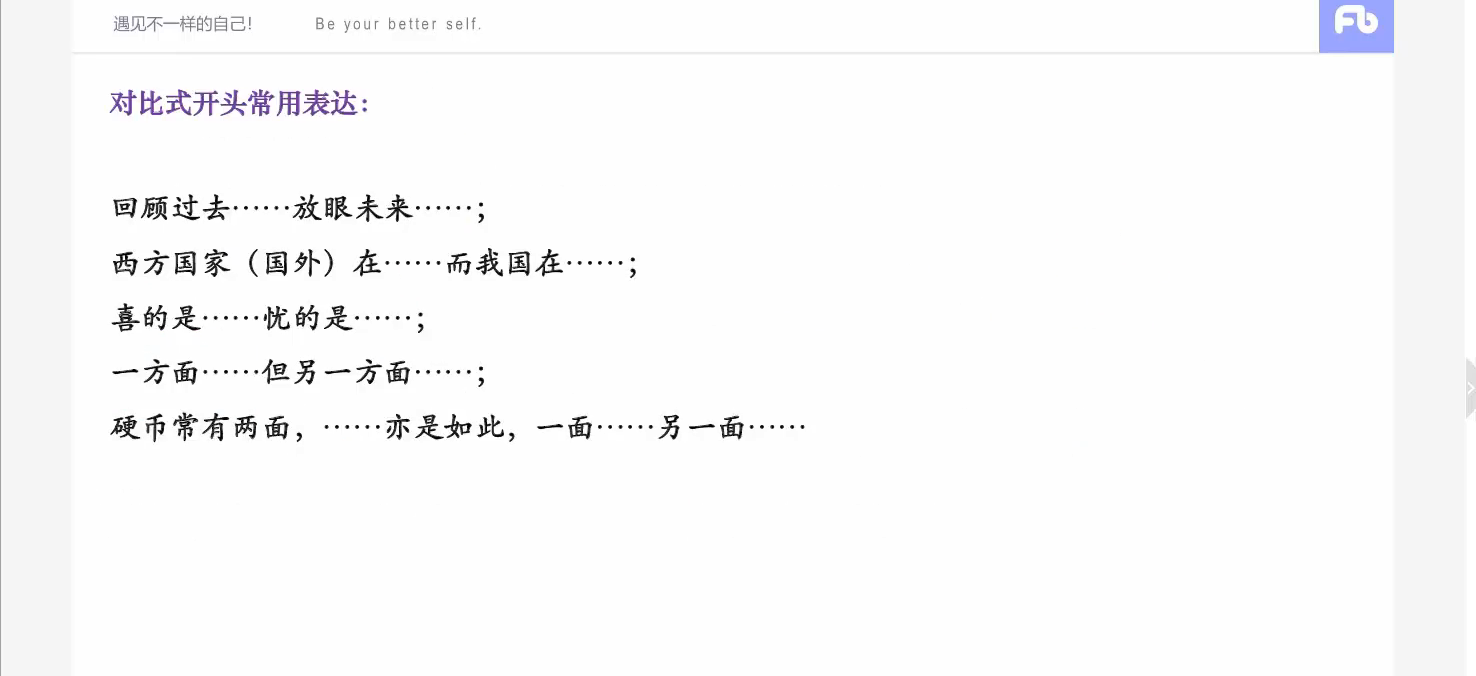 遇见不一样的自己! Be your better self. Fb
对比式开头常用表达：
回顾过去……放眼未来……；
西方国家（国外）在……而我国在……；
喜的是……忧的是……；
一方面……但另一方面……；
硬币常有两面，……亦是如此，一面……另一面……